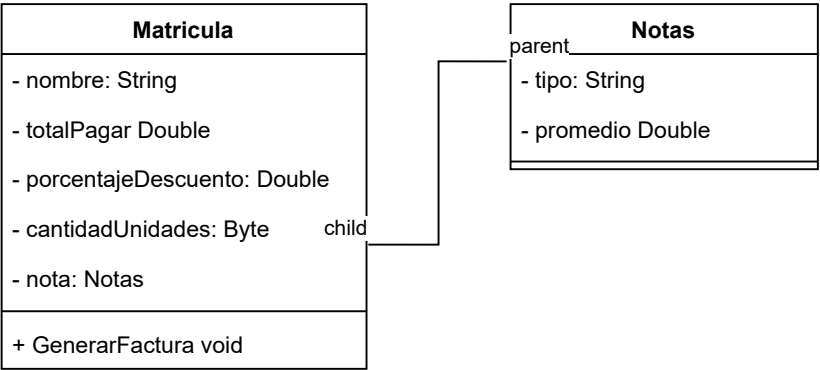 Matricula
- nombre: String
- totalPagar Double
- porcentajeDescuento: Double
- cantidadUnidades: Byte
- nota: Notas
+ GenerarFactura void
child
parent
Notas
- tipo: String
- promedio Double